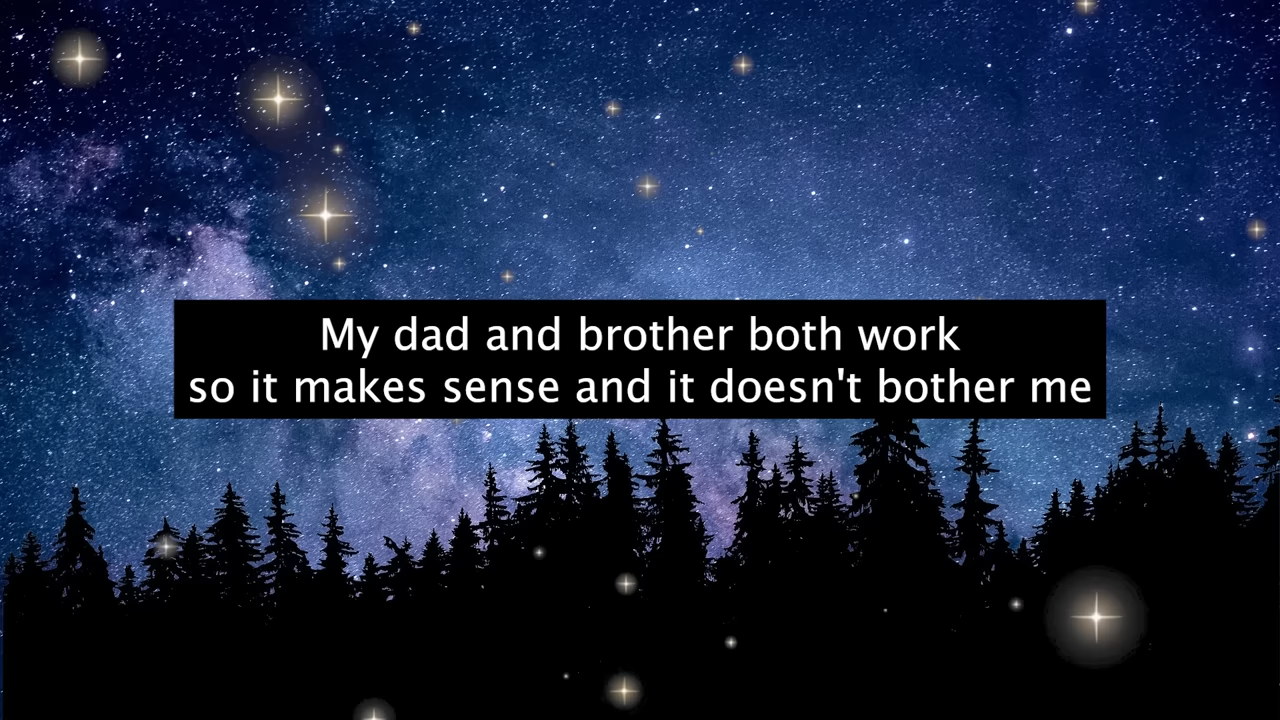 My dad and brother both work
so it makes sense and it doesn't bother me